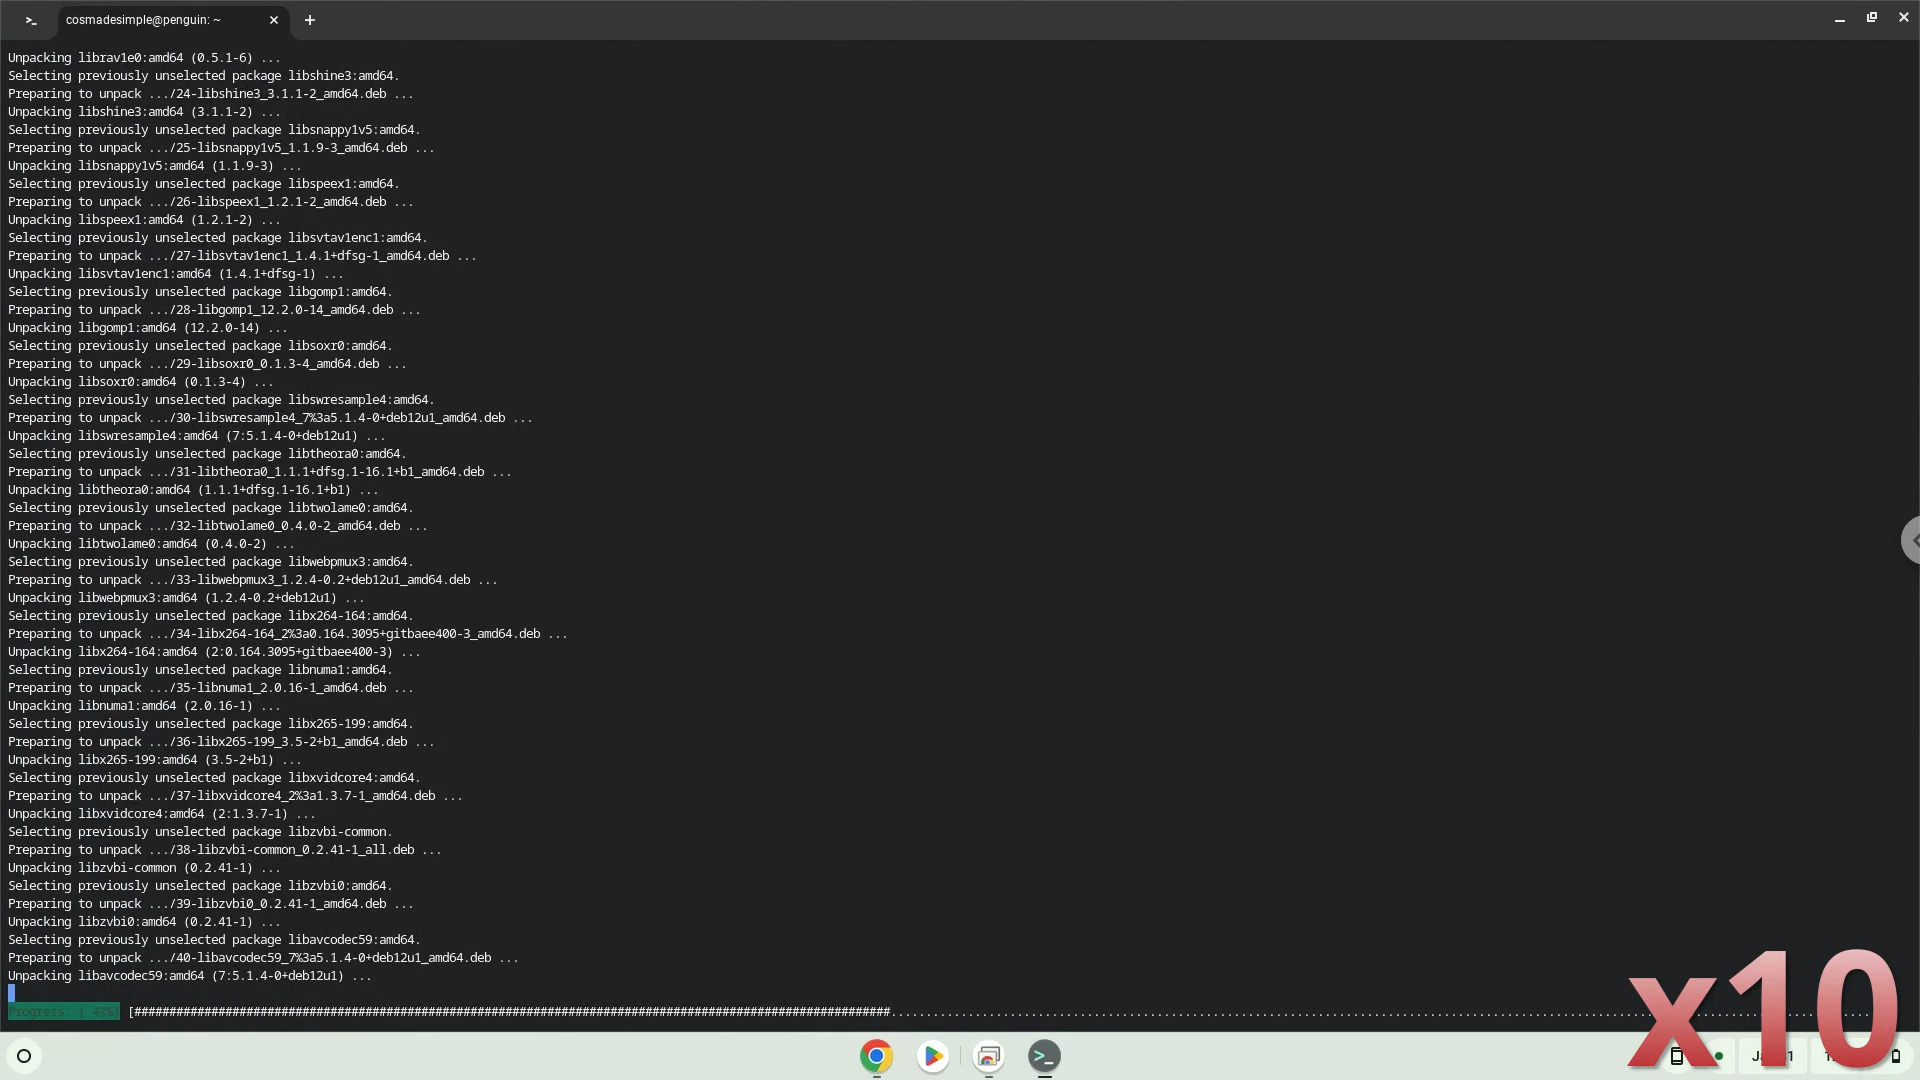 cosmadesimple@penguin: ~
Unpacking librav1e0:amd64 (0.5.1-6) ...
Selecting previously unselected package libshine3:amd64.
Preparing to unpack .../24-libshine3_3.1.1-2_amd64.deb ...
Unpacking libshine3:amd64 (3.1.1-2) ...
Selecting previously unselected package libsnappy1v5:amd64.
Preparing to unpack .../25-libsnappy1v5_1.1.9-3_amd64.deb ...
Unpacking libsnappy1v5:amd64 (1.1.9-3) ...
Selecting previously unselected package libspeex1:amd64.
Preparing to unpack .../26-libspeex1_1.2.1-2_amd64.deb ...
Unpacking libspeex1:amd64 (1.2.1-2) ...
Selecting previously unselected package libsvtav1enc1:amd64.
Preparing to unpack .../27-libsvtav1enc1_1.4.1+dfsg-1_amd64.deb ...
Unpacking libsvtav1enc1:amd64 (1.4.1+dfsg-1) ...
Selecting previously unselected package libgomp1:amd64.
Preparing to unpack .../28-libgomp1_12.2.0-14_amd64.deb ...
Unpacking libgomp1:amd64 (12.2.0-14) ...
Selecting previously unselected package libsoxr0:amd64.
Preparing to unpack .../29-libsoxr0_0.1.3-4_amd64.deb ...
Unpacking libsoxr0:amd64 (0.1.3-4) ...
Selecting previously unselected package libswresample4:amd64.
Preparing to unpack .../30-libswresample4_7%3a5.1.4-0+deb12u1_amd64.deb ...
Unpacking libswresample4:amd64 (7:5.1.4-0+deb12u1) ...
Selecting previously unselected package libtheora0:amd64.
Preparing to unpack .../31-libtheora0_1.1.1+dfsg.1-16.1+b1_amd64.deb ...
Unpacking libtheora0:amd64 (1.1.1+dfsg.1-16.1+b1) ...
Selecting previously unselected package libtwolame0:amd64.
Preparing to unpack .../32-libtwolame0_0.4.0-2_amd64.deb ...
Unpacking libtwolame0:amd64 (0.4.0-2) ...
Selecting previously unselected package libwebpmux3:amd64.
Preparing to unpack .../33-libwebpmux3_1.2.4-0.2+deb12u1_amd64.deb ...
Unpacking libwebpmux3:amd64 (1.2.4-0.2+deb12u1) ...
Selecting previously unselected package libx264-164:amd64.
Preparing to unpack .../34-libx264-164_2%3a0.164.3095+gitbaee400-3_amd64.deb ...
Unpacking libx264-164:amd64 (2:0.164.3095+gitbaee400-3) ...
Selecting previously unselected package libnuma1:amd64.
Preparing to unpack .../35-libnuma1_2.0.16-1_amd64.deb ...
Unpacking libnuma1:amd64 (2.0.16-1) ...
Selecting previously unselected package libx265-199:amd64.
Preparing to unpack .../36-libx265-199_3.5-2+b1_amd64.deb ...
Unpacking libx265-199:amd64 (3.5-2+b1) ...
Selecting previously unselected package libxvidcore4:amd64.
Preparing to unpack .../37-libxvidcore4_2%3a1.3.7-1_amd64.deb ...
Unpacking libxvidcore4:amd64 (2:1.3.7-1) ...
Selecting previously unselected package libzvbi-common.
Preparing to unpack .../38-libzvbi-common_0.2.41-1_all.deb ...
Unpacking libzvbi-common (0.2.41-1) ...
Selecting previously unselected package libzvbi0:amd64.
Preparing to unpack .../39-libzvbi0_0.2.41-1_amd64.deb ...
Unpacking libzvbi0:amd64 (0.2.41-1) ...
Selecting previously unselected package libavcodec59:amd64.
Preparing to unpack .../40-libavcodec59_7%3a5.1.4-0+deb12u1_amd64.deb ...
Unpacking libavcodec59:amd64 (7:5.1.4-0+deb12u1) ...
Progress: [ 43%]
x10